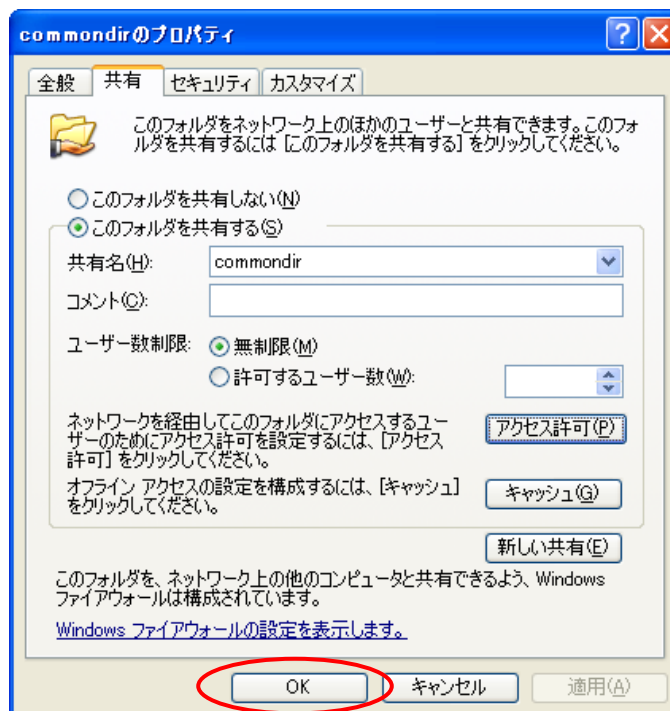 commondirのプロパティ
全般 共有 セキュリティ カスタマイズ
このフォルダをネットワーク上のほかのユーザーと共有できます。このフォ
ルダを共有するには [このフォルダを共有する] をクリックしてください。
このフォルダを共有しない(N)
このフォルダを共有する(S)
共有名(H): commondir
コメント(C):
ユーザー数制限: 無制限(M)
許可するユーザー数(W):
ネットワークを経由してこのフォルダにアクセスするユー
ザーのためにアクセス許可を設定するには、[アクセス
許可] をクリックしてください。
アクセス許可(P)
オフライン アクセスの設定を構成するには、[キャッシュ]
をクリックしてください。
キャッシュ(G)
新しい共有(E)
このフォルダを、ネットワーク上の他のコンピュータと共有できるよう、Windows
ファイアウォールは構成されています。
Windows ファイアウォールの設定を表示します。
OK キャンセル 適用(A)